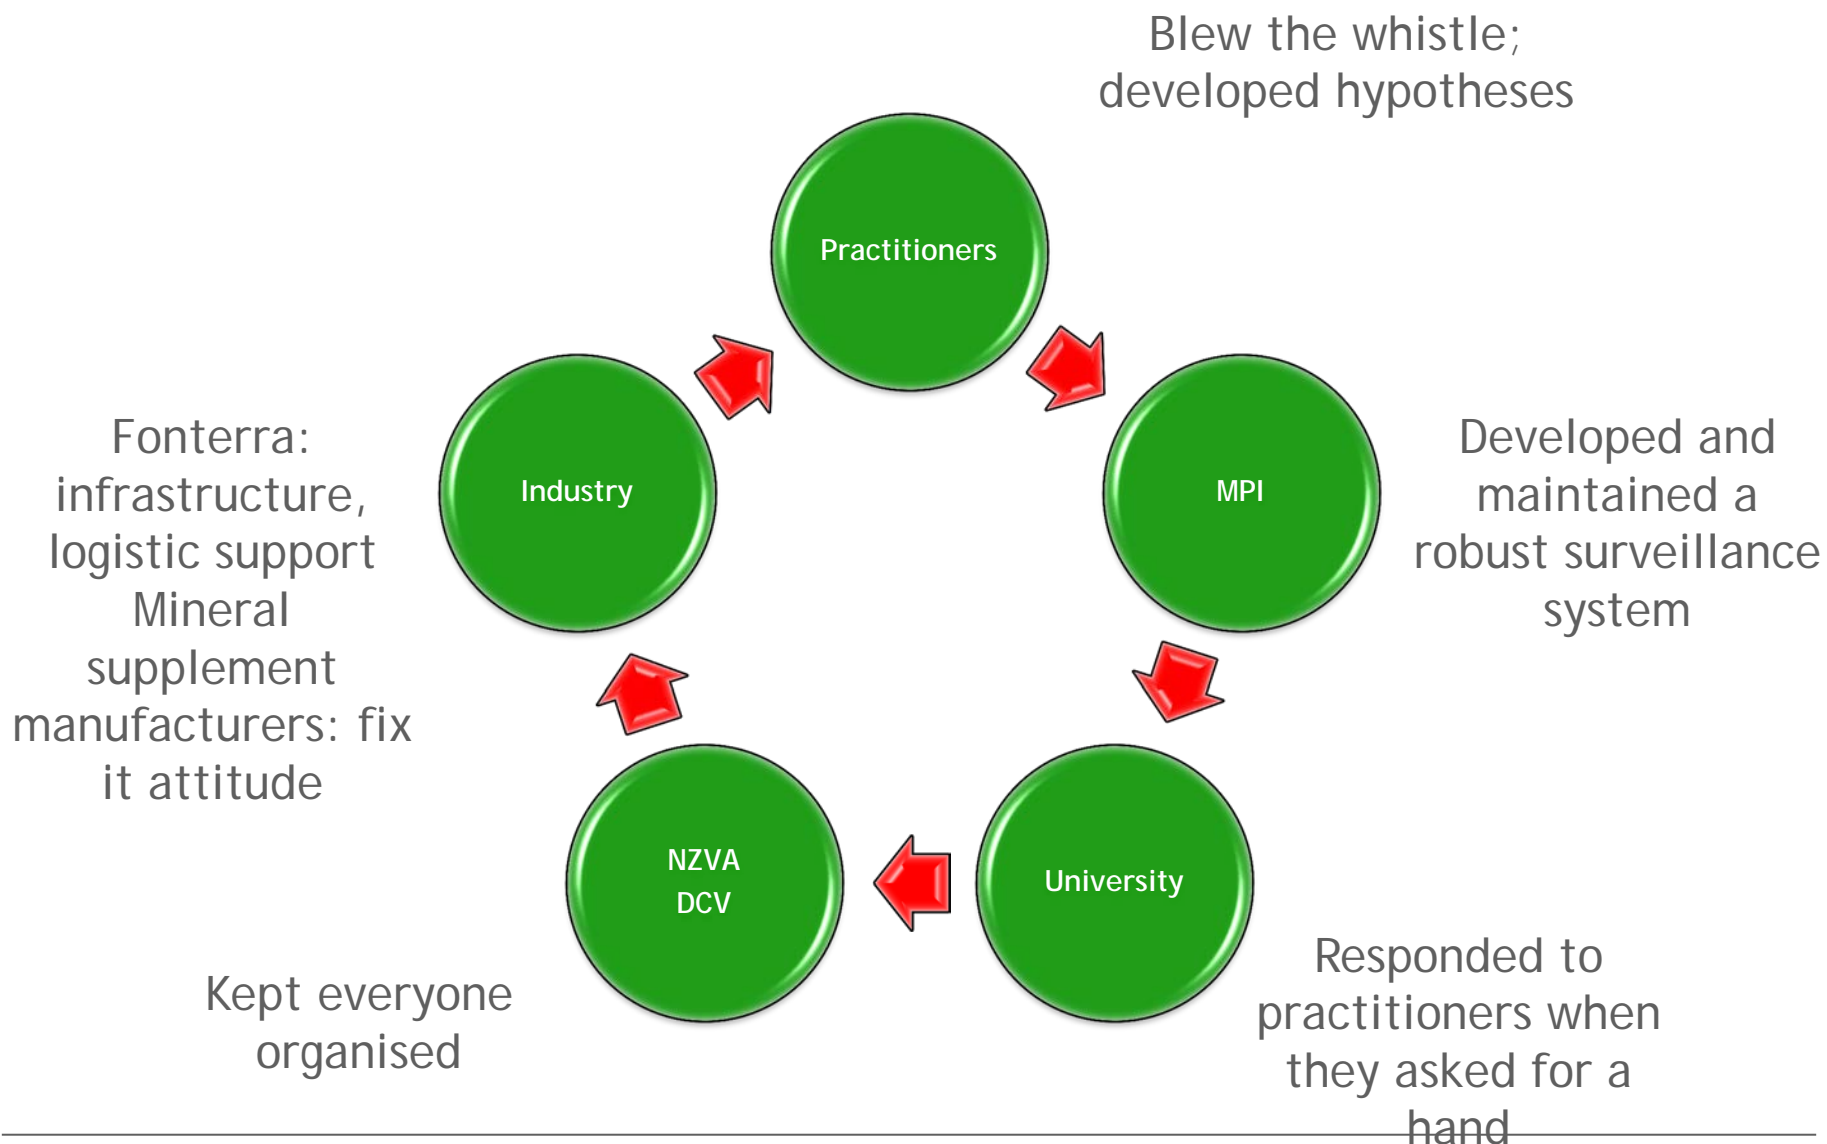 Blew the whistle;
developed hypotheses
Practitioners
Fonterra:
infrastructure,
logistic support
Mineral
supplement
manufacturers: fix
it attitude
Industry
MPI
Developed and
maintained a
robust surveillance
system
NZVA
DCV
University
Kept everyone
organised
Responded to
practitioners when
they asked for a
hand